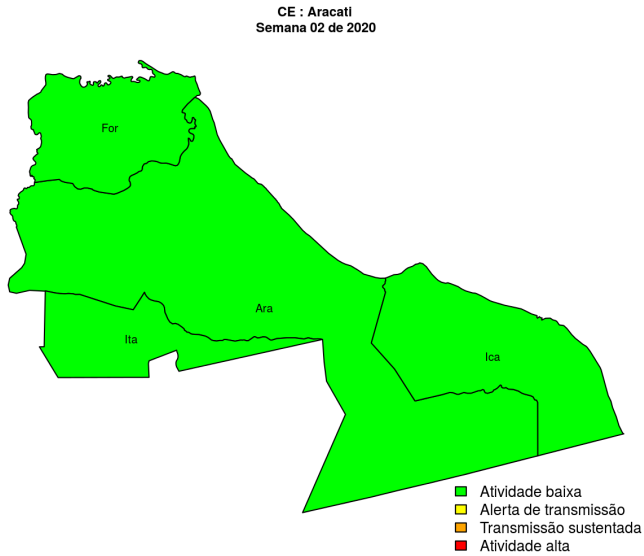 CE : Aracati
Semana 02 de 2020
For
Ara
Ita
Ica
Atividade baixa
Alerta de transmissão
Transmissão sustentada
Atividade alta